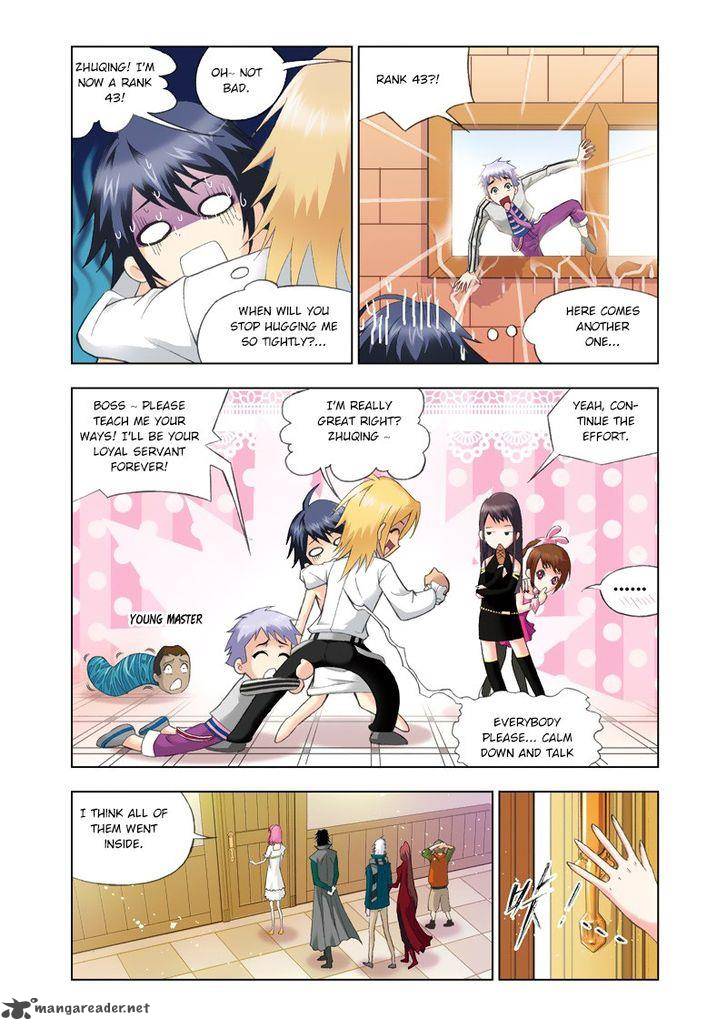 ZHUQING! I'M
NOW A RANK
43!
OH~ NOT
BAD.
WHEN WILL YOU
STOP HUGGING ME
SO TIGHTLY?...
RANK 43?!
HERE COMES
ANOTHER
ONE...
BOSS ~ PLEASE
TEACH ME YOUR
WAYS! I'LL BE YOUR
LOYAL SERVANT
FOREVER!
I'M REALLY
GREAT RIGHT?
ZHUQING ~
YEAH, CON-
TINUE THE
EFFORT.
......
YOUNG MASTER
EVERYBODY
PLEASE... CALM
DOWN AND TALK
I THINK ALL OF
THEM WENT
INSIDE.
mangareader.net